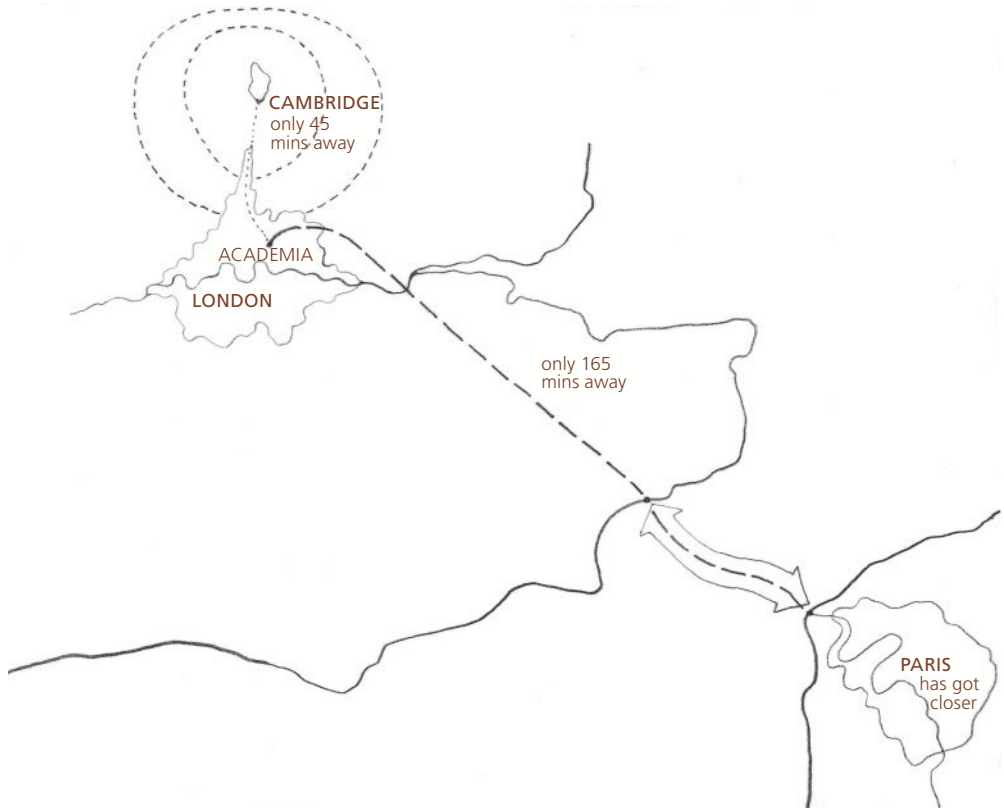 CAMBRIDGE
only 45
mins away
ACADEMIA
LONDON
only 165
mins away
PARIS
has got
closer